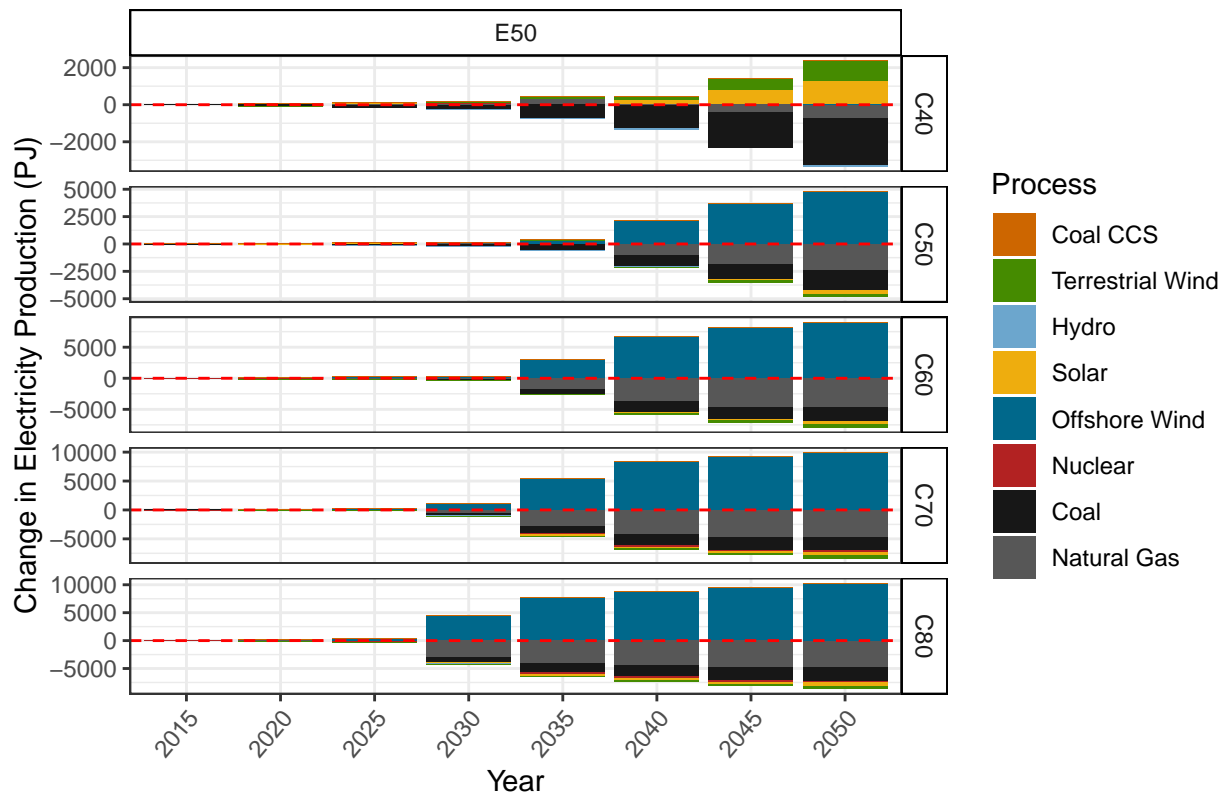 E50
Change in Electricity Production (PJ)
2000
0
−2000
C40
5000
2500
0
−2500
−5000
C50
5000
0
−5000
C60
10000
5000
0
−5000
C70
10000
5000
0
−5000
C80
2015
2020
2025
2030
2035
2040
2045
2050
Year
Process
Coal CCS
Terrestrial Wind
Hydro
Solar
Offshore Wind
Nuclear
Coal
Natural Gas